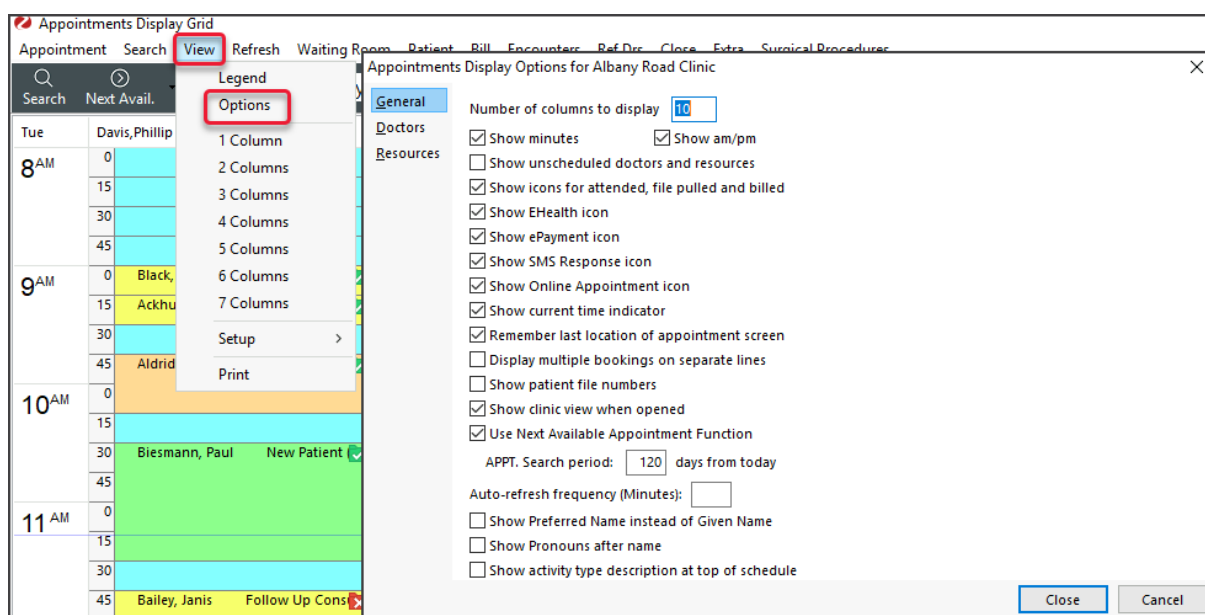 Appointments Display Grid
Appointment Search View Refresh Waiting Room Patient Bill Encounters Ref Drs Close Extra Surgical Procedures
Search Next Avail.
Legend
Options
1 Column
2 Columns
3 Columns
4 Columns
5 Columns
6 Columns
7 Columns
Setup
Print
Tue Davis,Phillip
8 AM 0
15
30
45
9 AM 0 Black,
15 Ackhu
30
45 Aldrid
10 AM 0
15
30 Biesmann, Paul New Patient (
45
11 AM 0
15
30
45 Bailey, Janis Follow Up Cons
Appointments Display Options for Albany Road Clinic
General
Doctors
Resources
Number of columns to display 10
Show minutes Show am/pm
Show unscheduled doctors and resources
Show icons for attended, file pulled and billed
Show EHealth icon
Show ePayment icon
Show SMS Response icon
Show Online Appointment icon
Show current time indicator
Remember last location of appointment screen
Display multiple bookings on separate lines
Show patient file numbers
Show clinic view when opened
Use Next Available Appointment Function
APPT. Search period: 120 days from today
Auto-refresh frequency (Minutes):
Show Preferred Name instead of Given Name
Show Pronouns after name
Show activity type description at top of schedule
Close Cancel